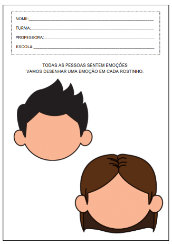 NOME:
TURMA:
PROFESSORA:
ESCOLA:
TODAS AS PESSOAS SENTEM EMOÇÕES
VAMOS DESENHAR UMA EMOÇÃO EM CADA ROSTINHO.